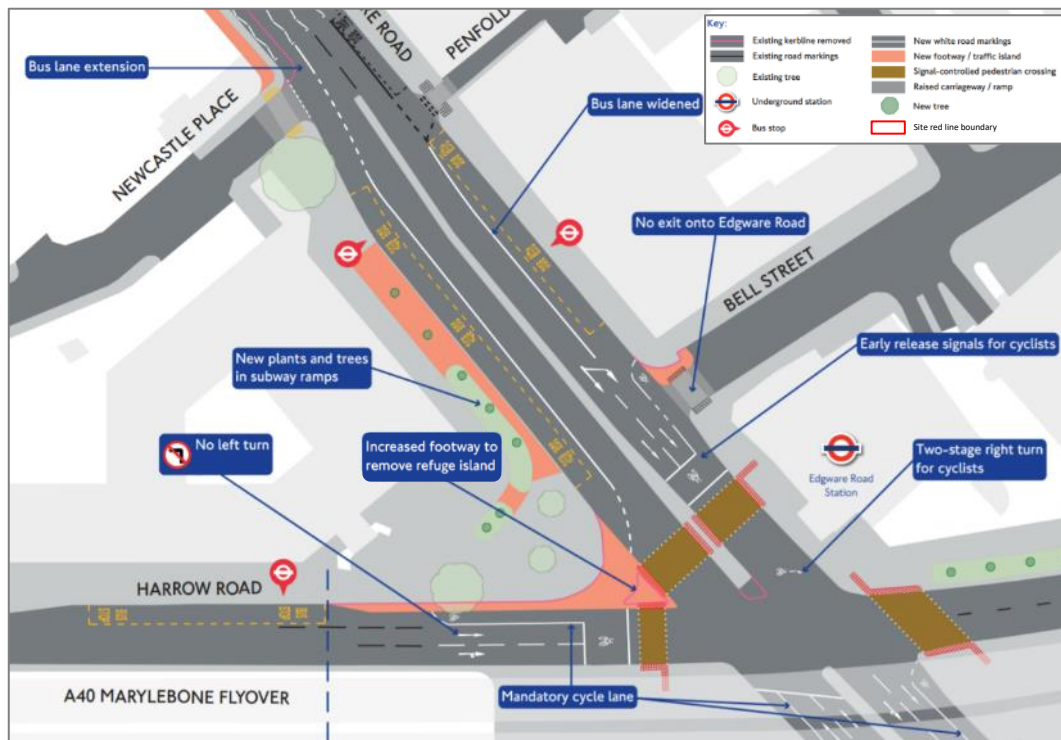 Key:
Existing kerbline removed
Existing road markings
Existing tree
Underground station
Bus stop
New white road markings
New footway / traffic island
Signal-controlled pedestrian crossing
Raised carriageway / ramp
New tree
Site red line boundary
ROAD
PENFOLD
Bus lane extension
NEWCASTLE PLACE
Bus lane widened
No exit onto Edgware Road
BELL STREET
Early release signals for cyclists
New plants and trees
in subway ramps
No left turn
Increased footway to
remove refuge island
Edgware Road
Station
Two-stage right turn
for cyclists
HARROW ROAD
BUS
STOP
BUS
STOP
A40 MARYLEBONE FLYOVER
Mandatory cycle lane